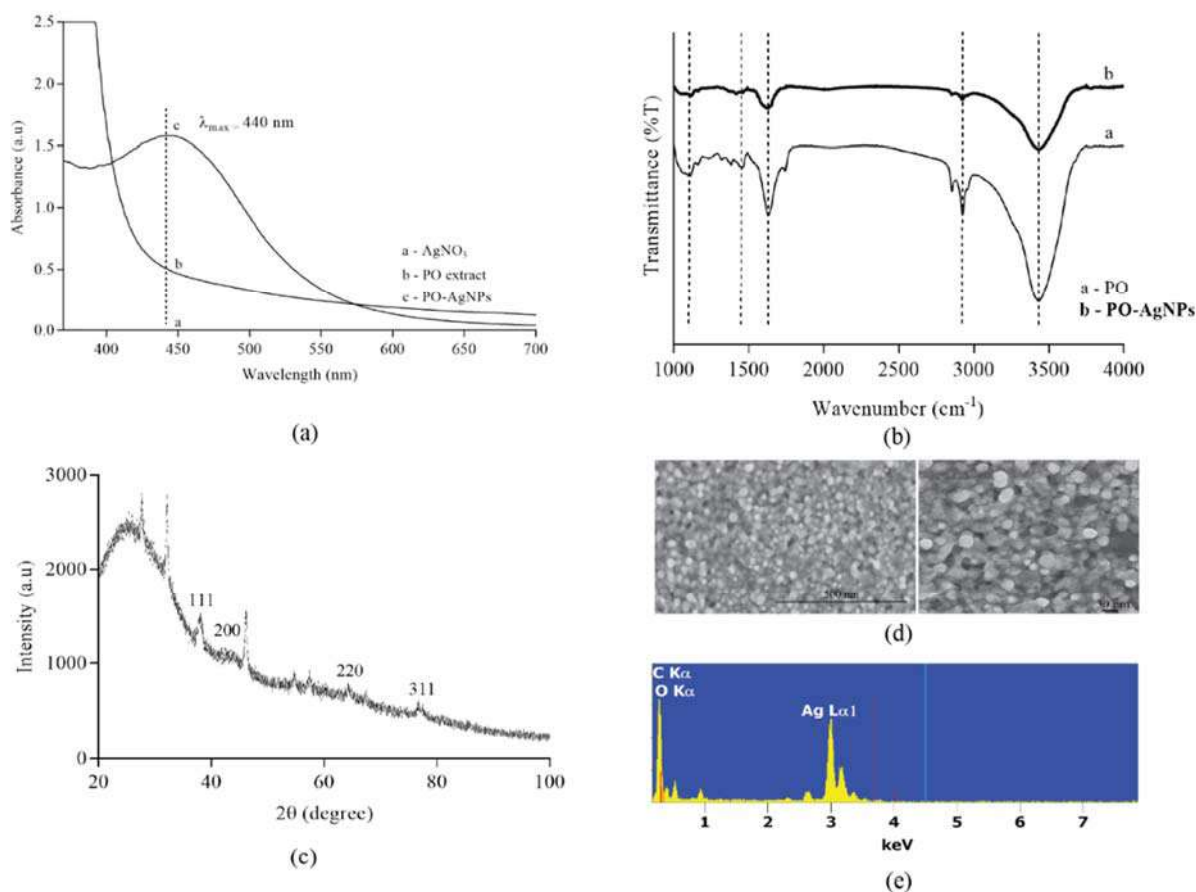 2.5
2.0
1.5
1.0
0.5
0.0
Absorbance (a.u)
c
λmax = 440 nm
b
a
a - AgNO₃
b - PO extract
c - PO-AgNPs
400 450 500 550 600 650 700
Wavelength (nm)
(a)
Transmittance (%T)
b
a
a - PO
b - PO-AgNPs
1000 1500 2000 2500 3000 3500 4000
Wavenumber (cm⁻¹)
(b)
3000
2000
1000
0
Intensity (a.u)
111
200
220
311
20 40 60 80 100
2θ (degree)
(c)
500 nm
(d)
C Kα
O Kα
Ag Lα1
1 2 3 4 5 6 7
keV
(e)